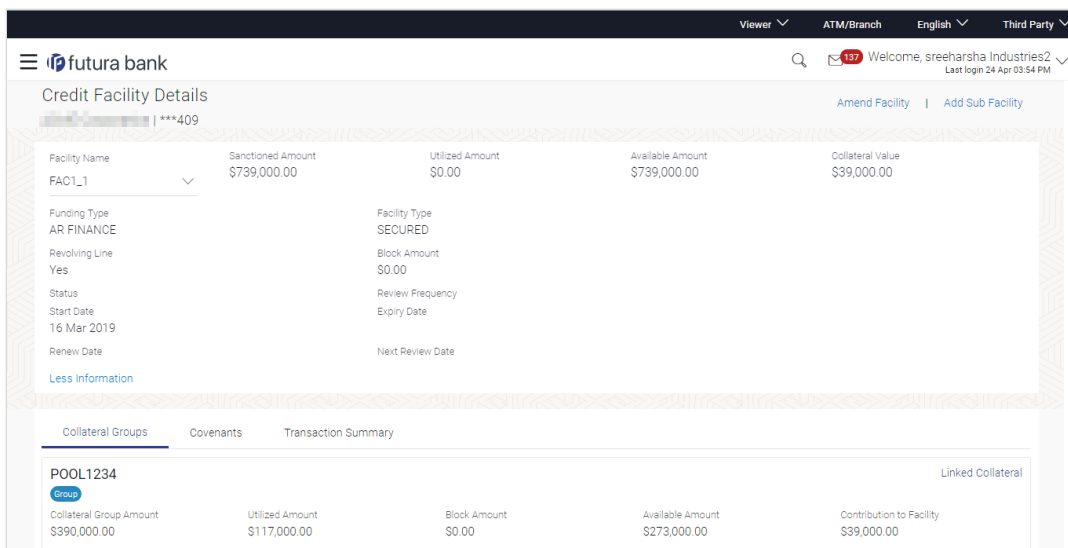 Viewer ATM/Branch English Third Party
futura bank 137 Welcome, sreeharsha Industries2
Last login 24 Apr 03:54 PM
Credit Facility Details
Amend Facility | Add Sub Facility
| ***409
Facility Name Sanctioned Amount Utilized Amount Available Amount Collateral Value
FAC1_1 $739,000.00 $0.00 $739,000.00 $39,000.00
Funding Type Facility Type
AR FINANCE SECURED
Revolving Line Block Amount
Yes $0.00
Status Review Frequency
Start Date Expiry Date
16 Mar 2019
Renew Date Next Review Date
Less Information
Collateral Groups Covenants Transaction Summary
POOL1234 Linked Collateral
Group
Collateral Group Amount Utilized Amount Block Amount Available Amount Contribution to Facility
$390,000.00 $117,000.00 $0.00 $273,000.00 $39,000.00